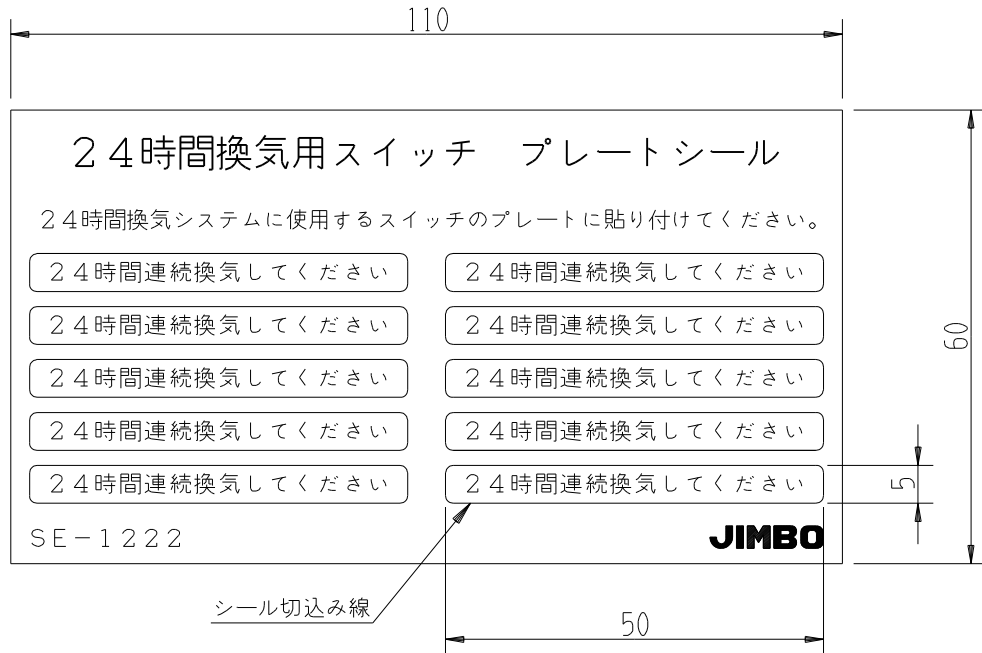 110
２４時間換気用スイッチ　プレートシール
２４時間換気システムに使用するスイッチのプレートに貼り付けてください。
２４時間連続換気してください ２４時間連続換気してください
２４時間連続換気してください ２４時間連続換気してください
２４時間連続換気してください ２４時間連続換気してください
２４時間連続換気してください ２４時間連続換気してください
２４時間連続換気してください ２４時間連続換気してください
60
5
ＳＥ−１２２２ JIMBO
シール切込み線
50